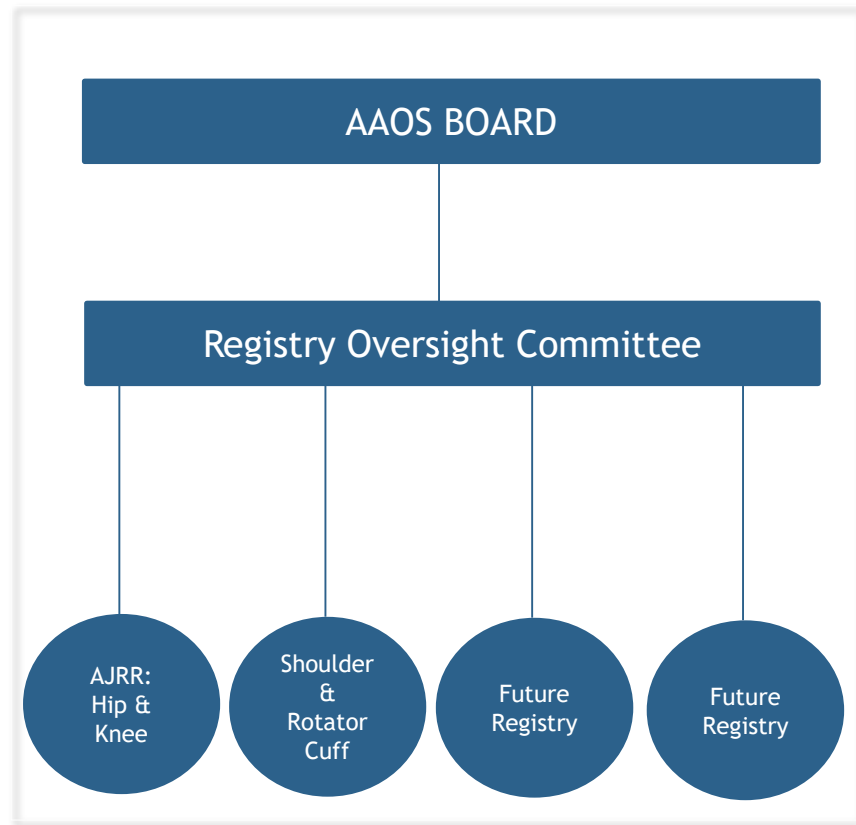 AAOS BOARD
Registry Oversight Committee
AJRR:
Hip &
Knee
Shoulder
&
Rotator
Cuff
Future
Registry
Future
Registry